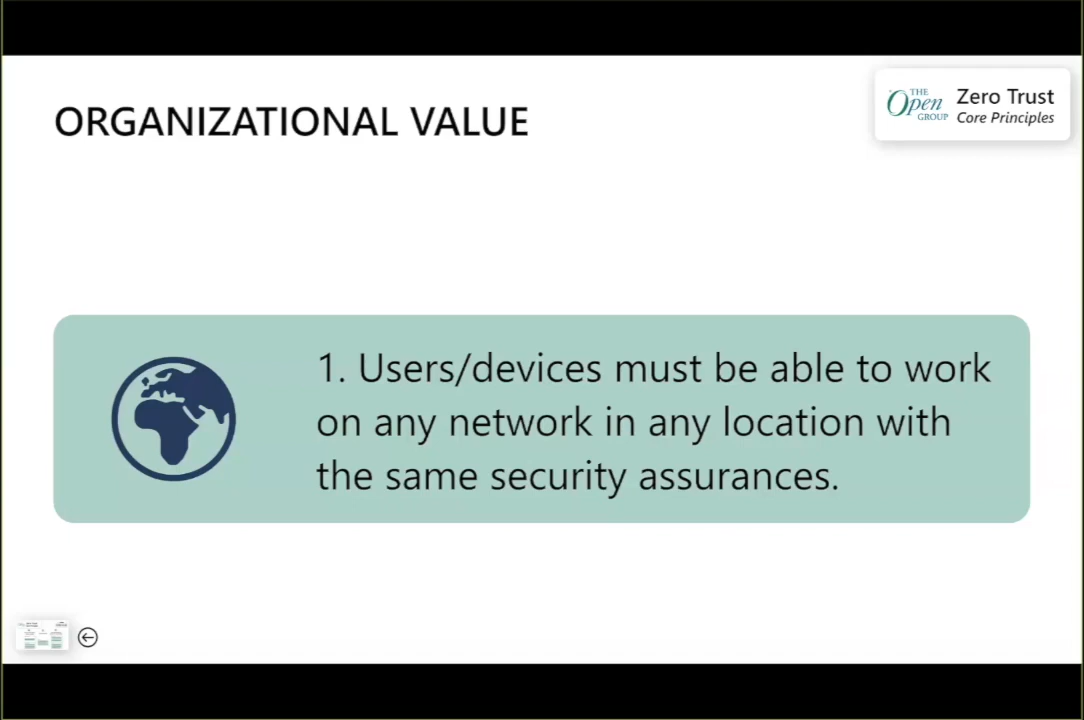 ORGANIZATIONAL VALUE
THE
Open
GROUP
Zero Trust
Core Principles
1. Users/devices must be able to work
on any network in any location with
the same security assurances.